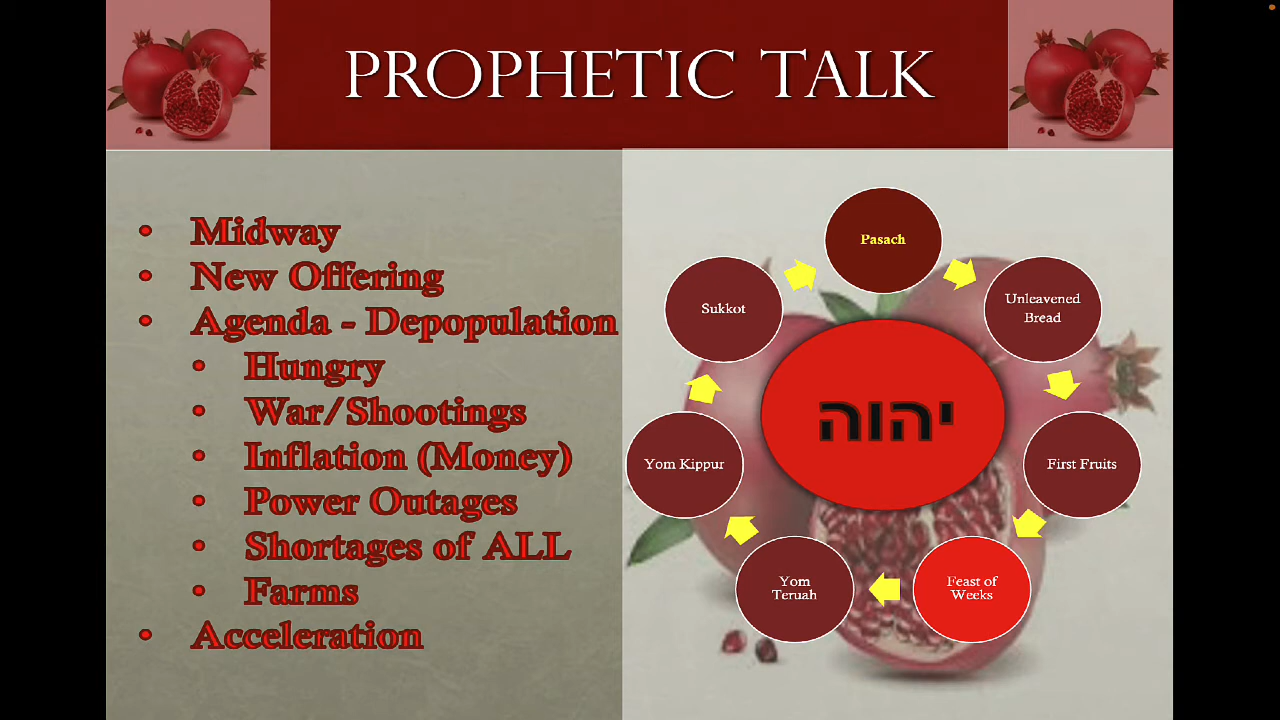 PROPHETIC TALK
• Midway
• New Offering
• Agenda - Depopulation
• Hungry
• War/Shootings
• Inflation (Money)
• Power Outages
• Shortages of ALL
• Farms
• Acceleration
Pasach
Unleavened
Bread
First Fruits
Feast of
Weeks
Yom
Teruah
Yom Kippur
Sukkot
יהוה